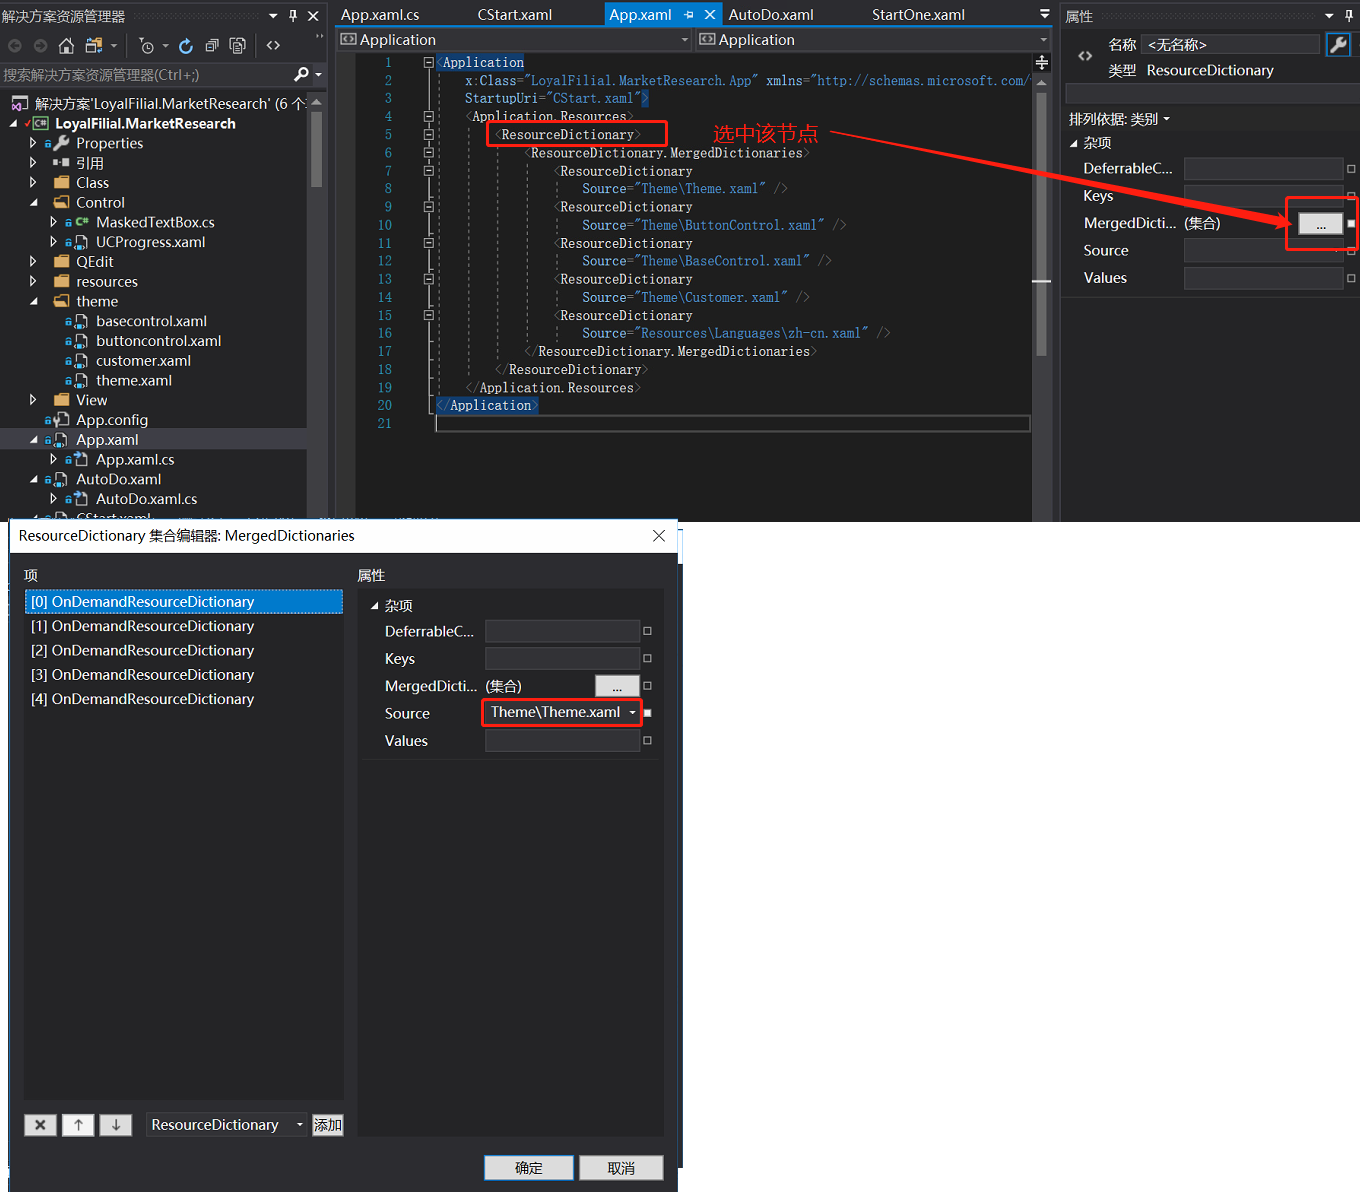 解决方案资源管理器
搜索解决方案资源管理器(Ctrl+;)
解决方案'LoyalFilial.MarketResearch' (6 个
LoyalFilial.MarketResearch
Properties
引用
Class
Control
MaskedTextBox.cs
UCProgress.xaml
QEdit
resources
theme
basecontrol.xaml
buttoncontrol.xaml
customer.xaml
theme.xaml
View
App.config
App.xaml
App.xaml.cs
AutoDo.xaml
AutoDo.xaml.cs
CStart.xaml
App.xaml.cs CStart.xaml App.xaml AutoDo.xaml StartOne.xaml
Application Application
1 <Application
2 x:Class="LoyalFilial.MarketResearch.App" xmlns="http://schemas.microsoft.com/
3 StartupUri="CStart.xaml">
4 <Application.Resources>
5 <ResourceDictionary>
6 <ResourceDictionary.MergedDictionaries>
7 <ResourceDictionary
8 Source="Theme\Theme.xaml" />
9 <ResourceDictionary
10 Source="Theme\ButtonControl.xaml" />
11 <ResourceDictionary
12 Source="Theme\BaseControl.xaml" />
13 <ResourceDictionary
14 Source="Theme\Customer.xaml" />
15 <ResourceDictionary
16 Source="Resources\Languages\zh-cn.xaml" />
17 </ResourceDictionary.MergedDictionaries>
18 </ResourceDictionary>
19 </Application.Resources>
20 </Application>
21
选中该节点
属性
名称 <无名称>
类型 ResourceDictionary
排列依据: 类别
杂项
DeferrableC...
Keys
MergedDicti... (集合) ...
Source
Values
ResourceDictionary 集合编辑器: MergedDictionaries
项
[0] OnDemandResourceDictionary
[1] OnDemandResourceDictionary
[2] OnDemandResourceDictionary
[3] OnDemandResourceDictionary
[4] OnDemandResourceDictionary
ResourceDictionary 添加
属性
杂项
DeferrableC...
Keys
MergedDicti... (集合) ...
Source Theme\Theme.xaml
Values
确定 取消